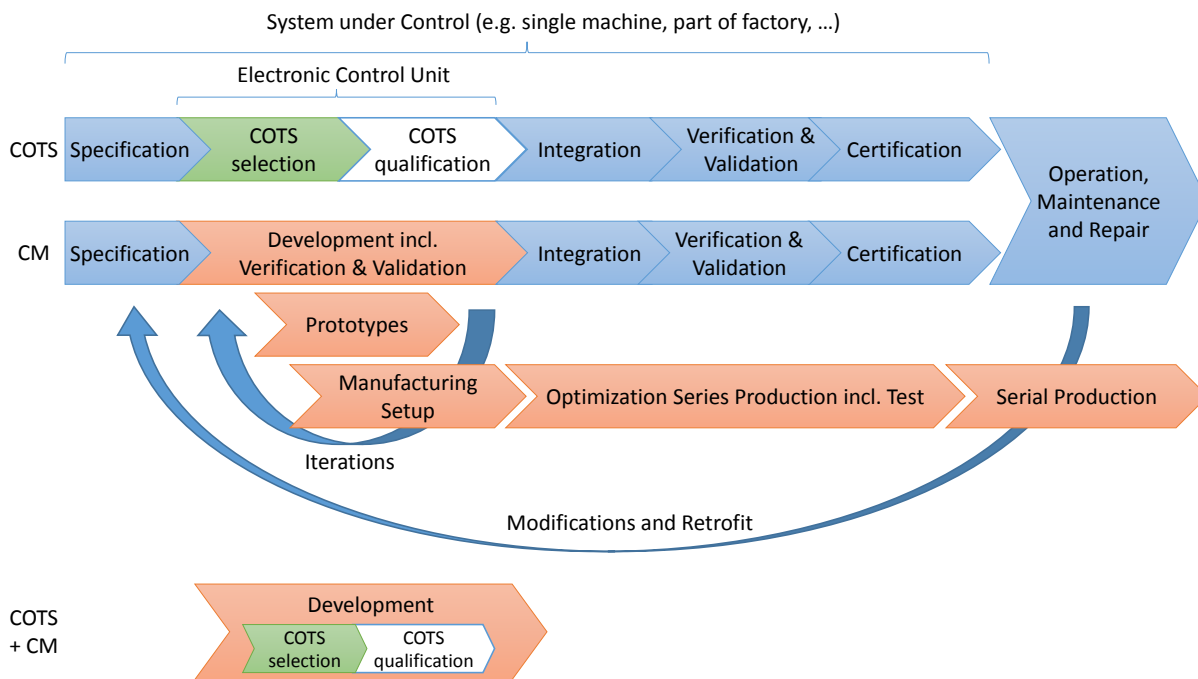 System under Control (e.g. single machine, part of factory, …)
Electronic Control Unit
COTS
Specification
COTS
selection
COTS
qualification
Integration
Verification &
Validation
Certification
Operation,
Maintenance
and Repair
CM
Specification
Development incl.
Verification & Validation
Integration
Verification &
Validation
Certification
Prototypes
Manufacturing
Setup
Optimization Series Production incl. Test
Serial Production
Iterations
Modifications and Retrofit
COTS
+ CM
Development
COTS
selection
COTS
qualification